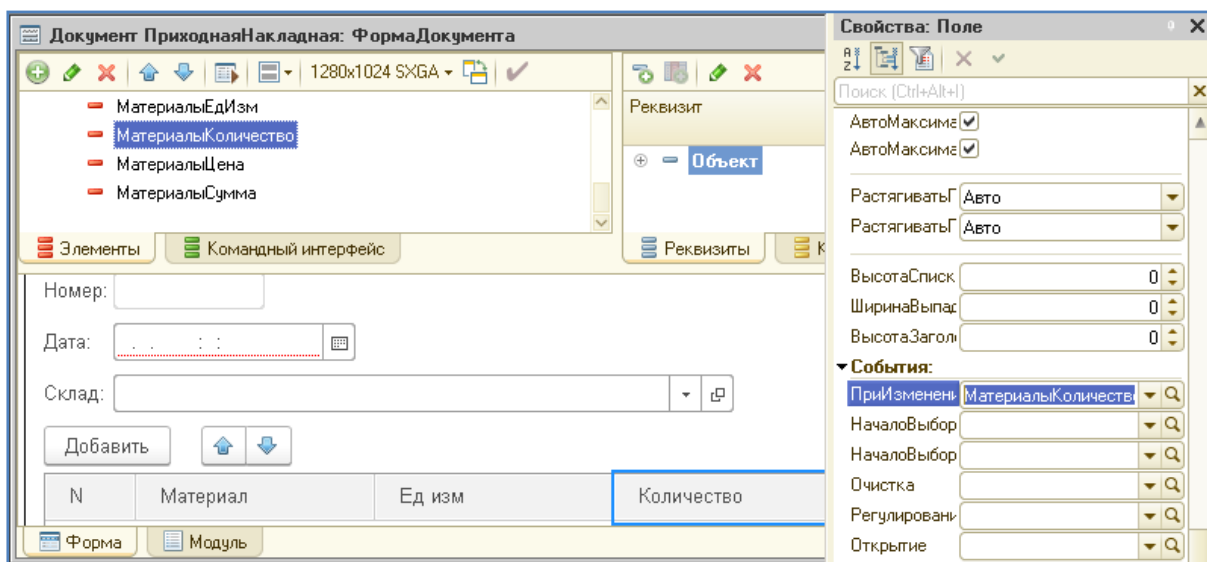 Документ ПриходнаяНакладная: ФормаДокумента
1280x1024 SXGA
МатериалыЕдИзм
МатериалыКоличество
МатериалыЦена
МатериалыСумма
Элементы
Командный интерфейс
Реквизит
Объект
Реквизиты
К
Номер:
Дата: . . : :
Склад:
Добавить
N Материал Ед изм Количество
Форма Модуль
Свойства: Поле
Поиск (Ctrl+Alt+I)
АвтоМаксима
АвтоМаксима
РастягиватьГ Авто
РастягиватьГ Авто
ВысотаСписк 0
ШиринаВыпад 0
ВысотаЗаголо 0
События:
ПриИзменени МатериалыКоличеств
НачалоВыбор
НачалоВыбор
Очистка
Регулировани
Открытие